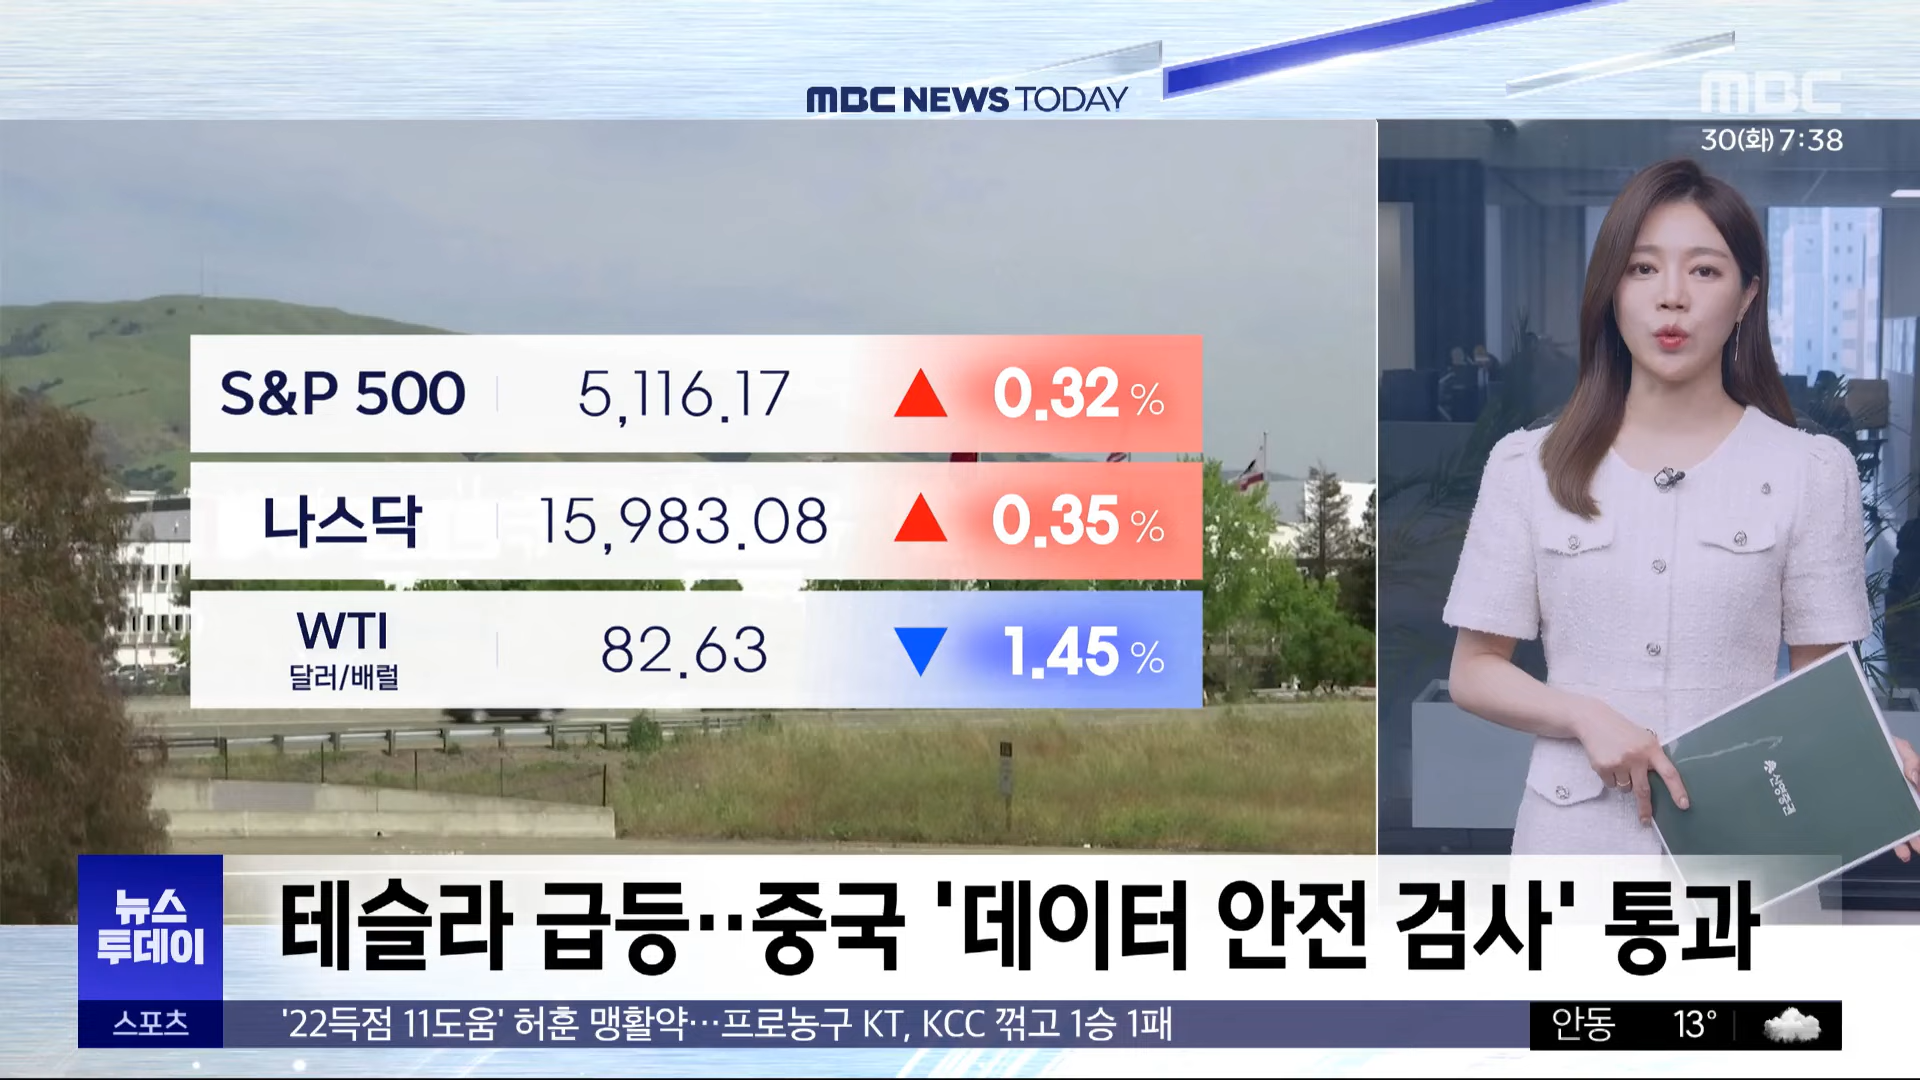 MBC NEWS TODAY
MBC
30(화) 7:38
S&P 500 5,116.17 ▲ 0.32 %
나스닥 15,983.08 ▲ 0.35 %
WTI 82.63 ▼ 1.45 %
달러/배럴
신영증권
뉴스
투데이
테슬라 급등‥중국 '데이터 안전 검사' 통과
스포츠 '22득점 11도움' 허훈 맹활약…프로농구 KT, KCC 꺾고 1승 1패
안동 13°